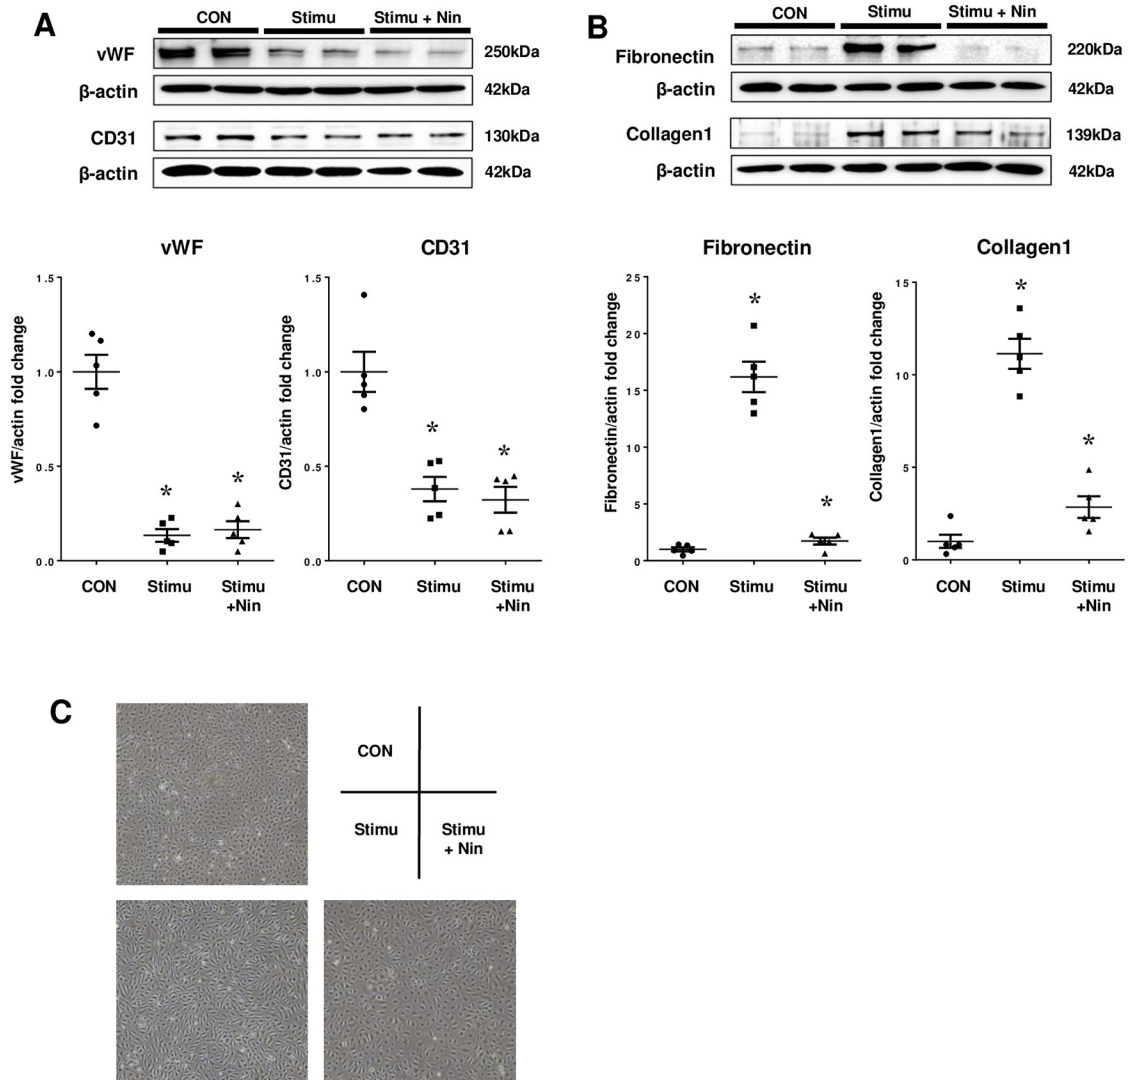 A
CON Stimu Stimu + Nin
vWF 250kDa
β-actin 42kDa
CD31 130kDa
β-actin 42kDa
B
CON Stimu Stimu + Nin
Fibronectin 220kDa
β-actin 42kDa
Collagen1 139kDa
β-actin 42kDa
vWF
vWF/actin fold change
1.5
1.0
0.5
0.0
*
*
CON Stimu Stimu
+Nin
CD31
CD31/actin fold change
1.5
1.0
0.5
0.0
*
*
CON Stimu Stimu
+Nin
Fibronectin
Fibronectin/actin fold change
25
20
15
10
5
0
*
*
CON Stimu Stimu
+Nin
Collagen1
Collagen1/actin fold change
15
10
5
0
*
*
CON Stimu Stimu
+Nin
C
CON
Stimu Stimu
+ Nin